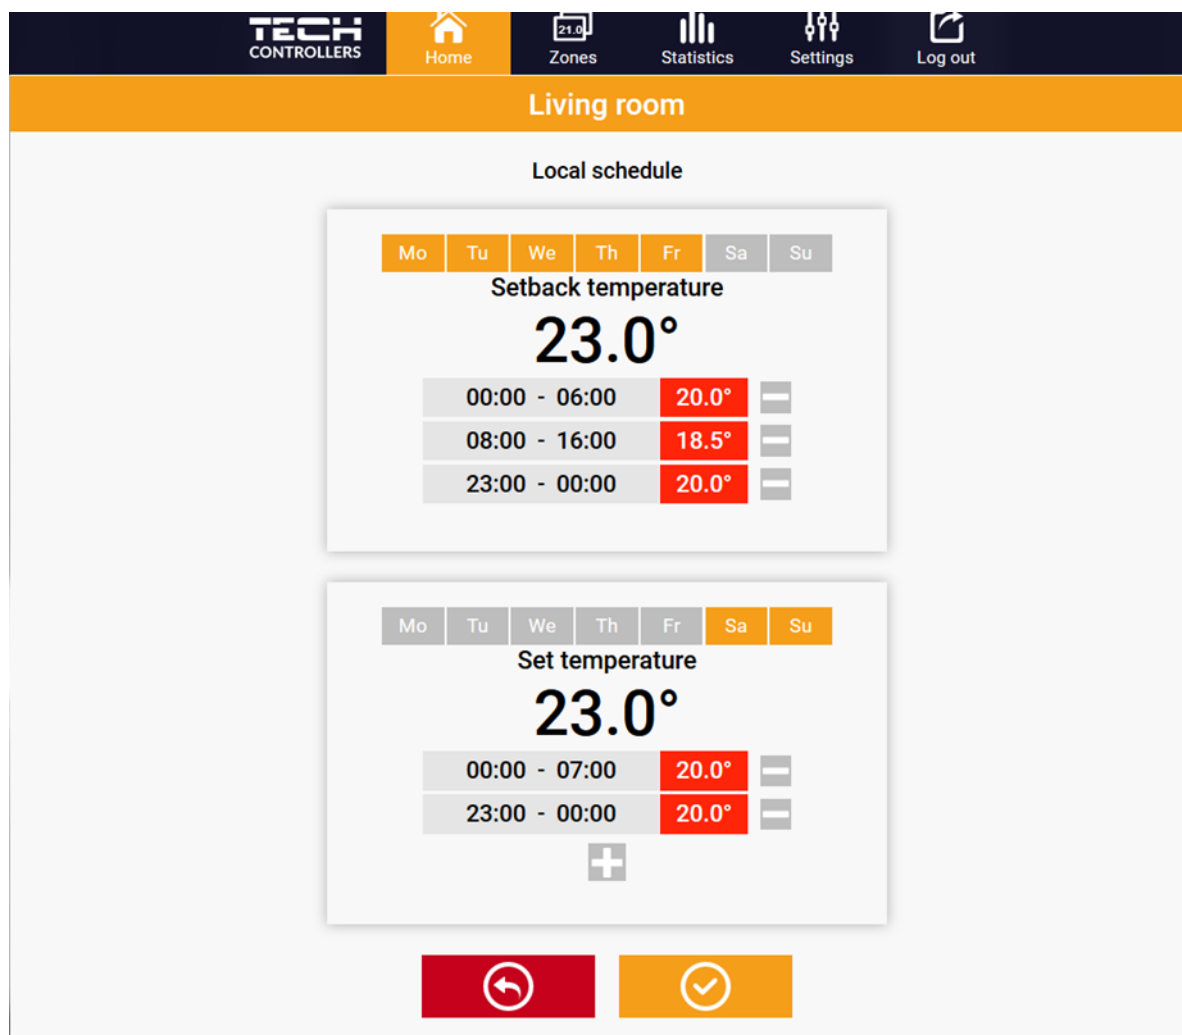 TECH
CONTROLLERS
Home
21.0
Zones
Statistics
Settings
Log out
Living room
Local schedule
Mo Tu We Th Fr Sa Su
Setback temperature
23.0°
00:00 - 06:00 20.0°
08:00 - 16:00 18.5°
23:00 - 00:00 20.0°
Mo Tu We Th Fr Sa Su
Set temperature
23.0°
00:00 - 07:00 20.0°
23:00 - 00:00 20.0°